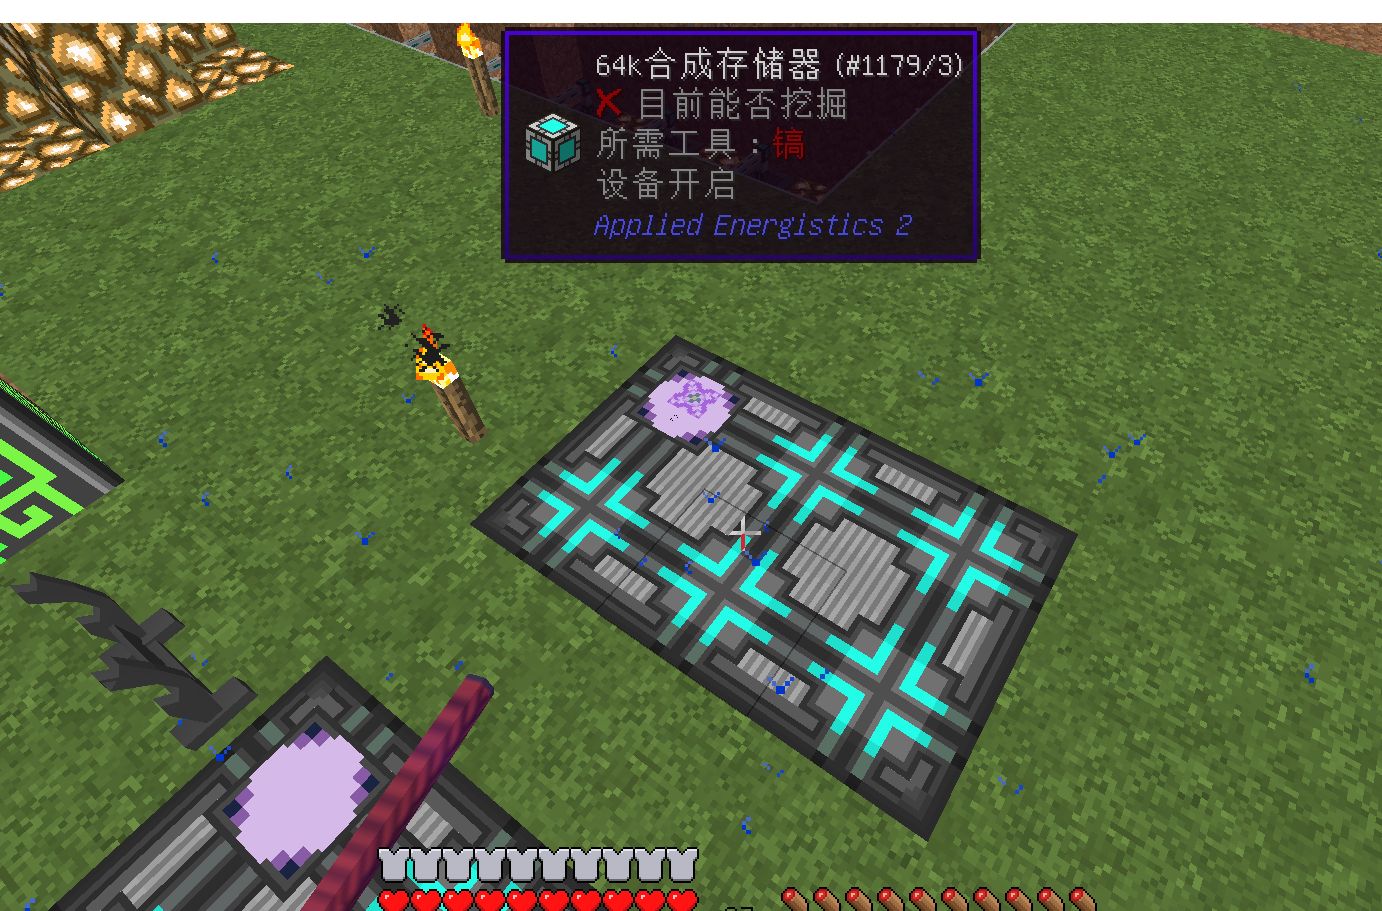 64k合成存储器 (#1179/3)
✗ 目前能否挖掘
所需工具：镐
设备开启
Applied Energistics 2